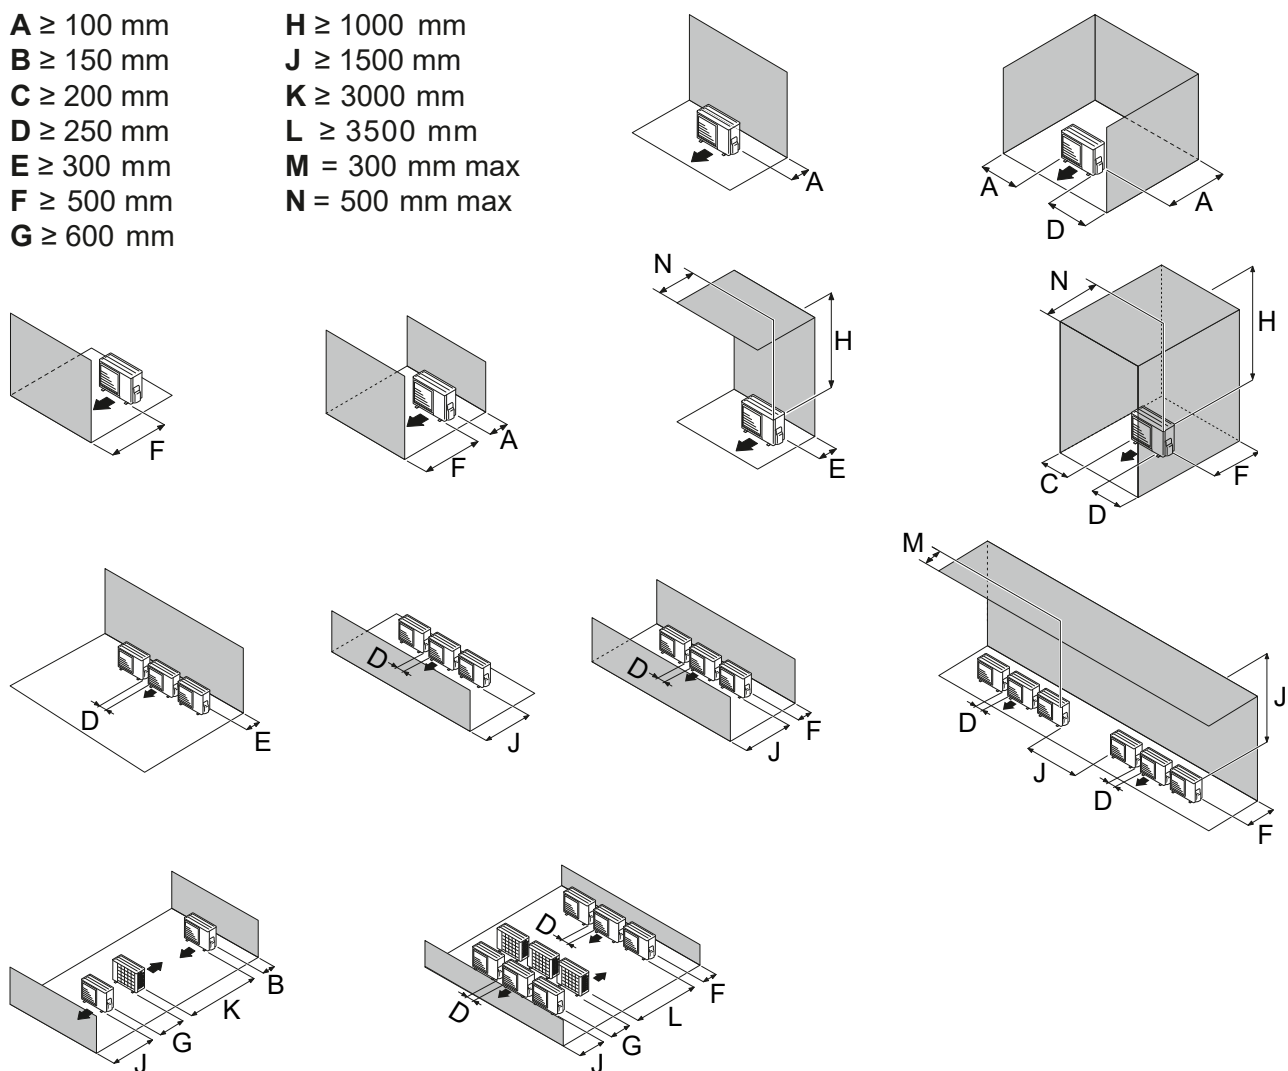 A ≥ 100 mm
B ≥ 150 mm
C ≥ 200 mm
D ≥ 250 mm
E ≥ 300 mm
F ≥ 500 mm
G ≥ 600 mm
H ≥ 1000 mm
J ≥ 1500 mm
K ≥ 3000 mm
L ≥ 3500 mm
M = 300 mm max
N = 500 mm max
A
A
D
A
F
F
A
N
H
E
N
H
C
D
F
D
E
D
J
D
J
F
M
D
J
D
J
F
J
G
K
B
D
D
J
G
L
F